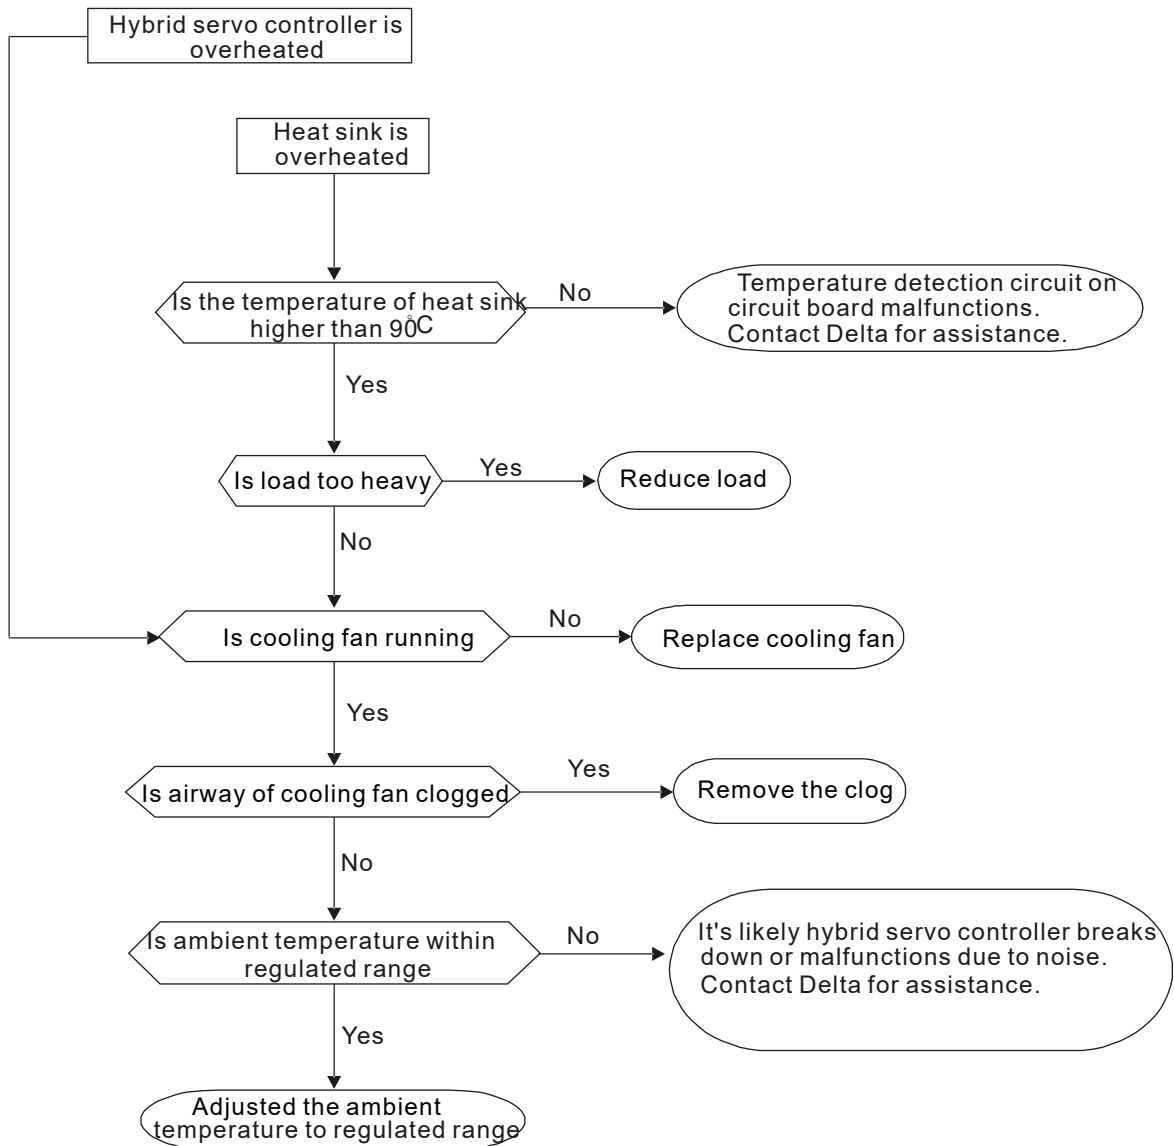 Hybrid servo controller is
overheated
Heat sink is
overheated
Is the temperature of heat sink
higher than 90°C
No
Temperature detection circuit on
circuit board malfunctions.
Contact Delta for assistance.
Yes
Is load too heavy
Yes
Reduce load
No
Is cooling fan running
No
Replace cooling fan
Yes
Is airway of cooling fan clogged
Yes
Remove the clog
No
Is ambient temperature within
regulated range
No
It's likely hybrid servo controller breaks
down or malfunctions due to noise.
Contact Delta for assistance.
Yes
Adjusted the ambient
temperature to regulated range